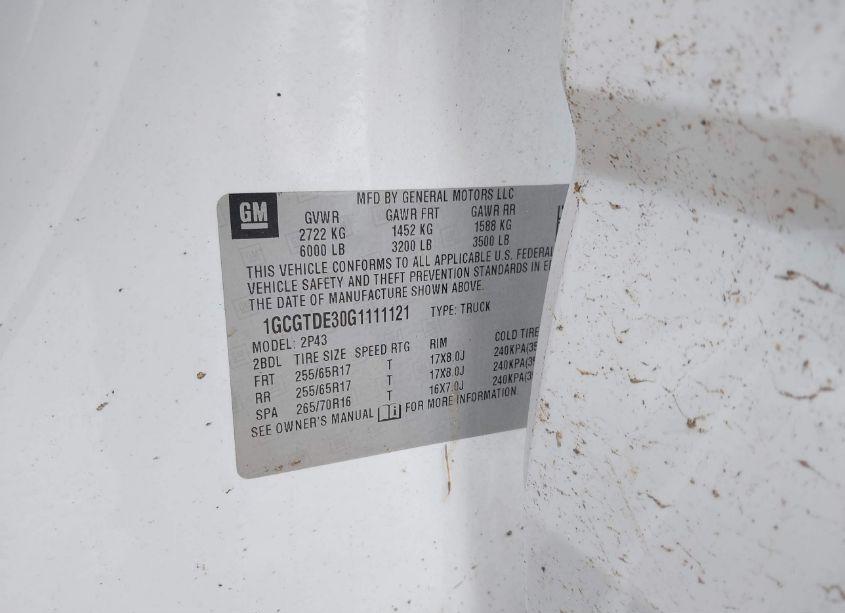 GM
MFD BY GENERAL MOTORS LLC
GVWR GAWR FRT GAWR RR
2722 KG 1452 KG 1588 KG
6000 LB 3200 LB 3500 LB
THIS VEHICLE CONFORMS TO ALL APPLICABLE U.S. FEDERAL
VEHICLE SAFETY AND THEFT PREVENTION STANDARDS IN
THE DATE OF MANUFACTURE SHOWN ABOVE.
1GCGTDE30G1111121 TYPE: TRUCK
MODEL: 2P43
2BDL TIRE SIZE SPEED RTG RIM COLD TIRE
FRT 255/65R17 T 17X8.0J 240KPA(35
RR 255/65R17 T 17X8.0J 240KPA(35
SPA 265/70R16 T 16X7.0J 240KPA(35
SEE OWNER'S MANUAL FOR MORE INFORMATION.